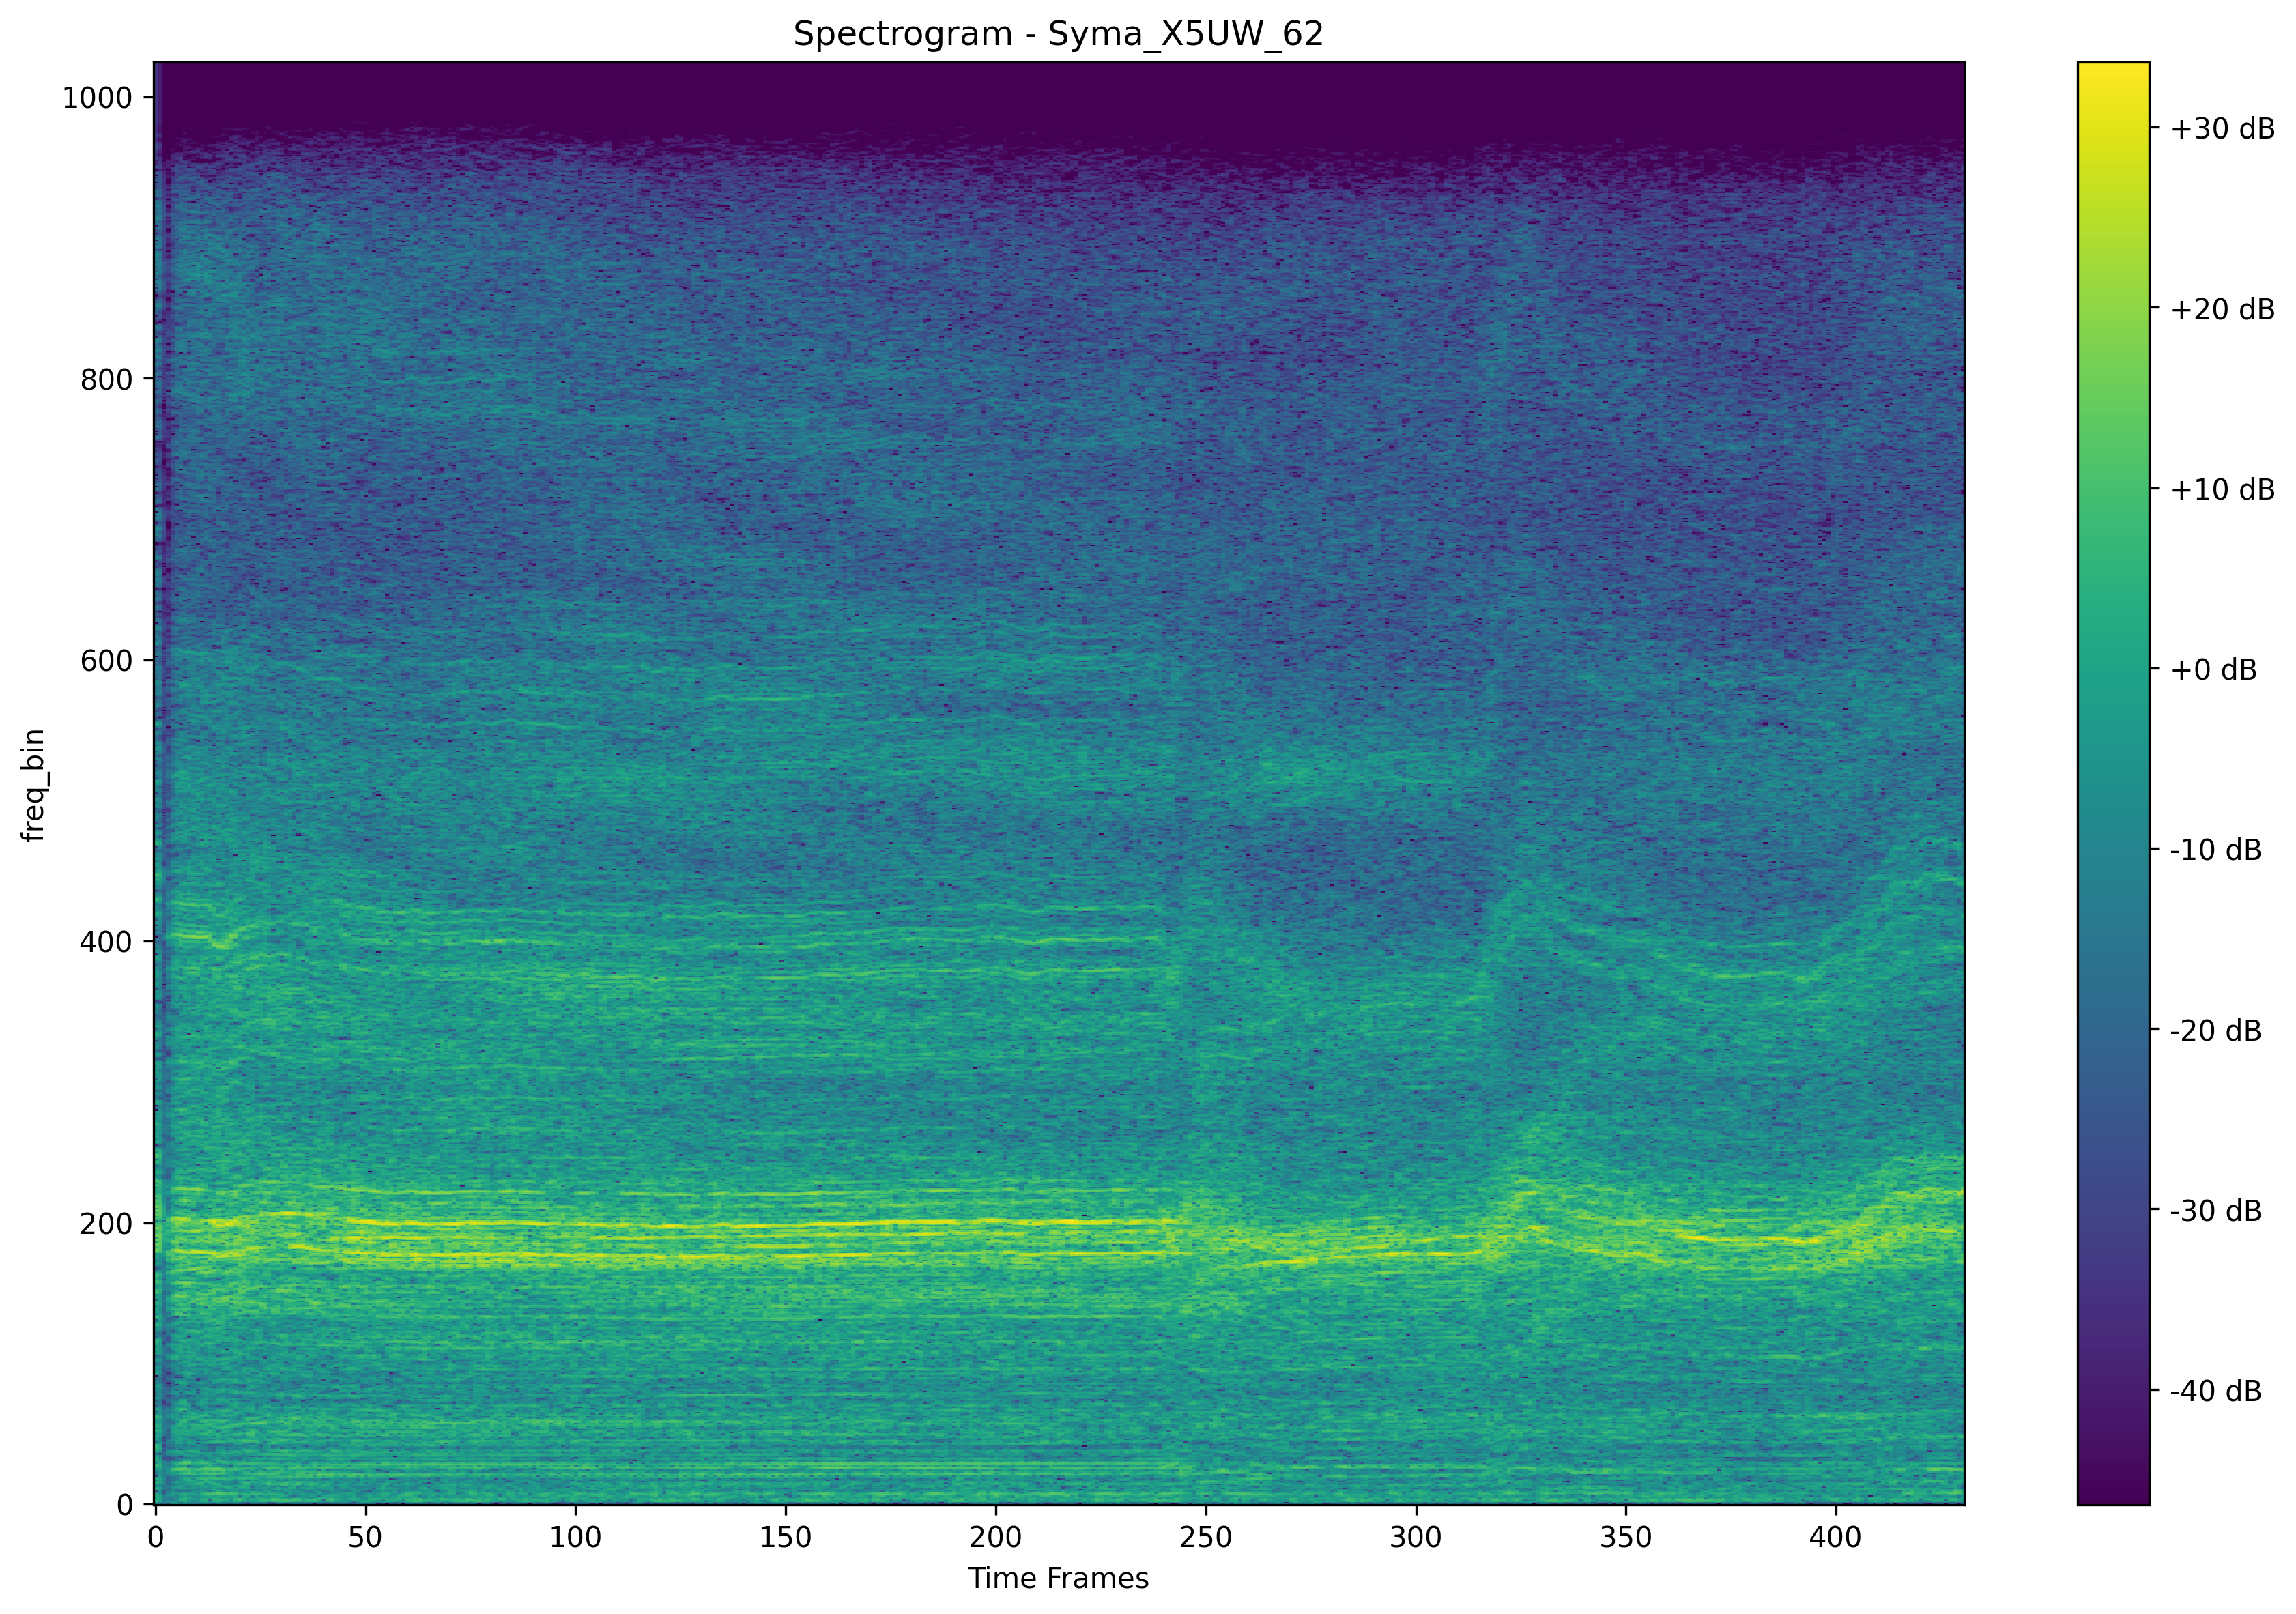 Spectrogram - Syma_X5UW_62
1000
800
600
400
200
0
freq_bin
0 50 100 150 200 250 300 350 400
Time Frames
+30 dB
+20 dB
+10 dB
+0 dB
-10 dB
-20 dB
-30 dB
-40 dB